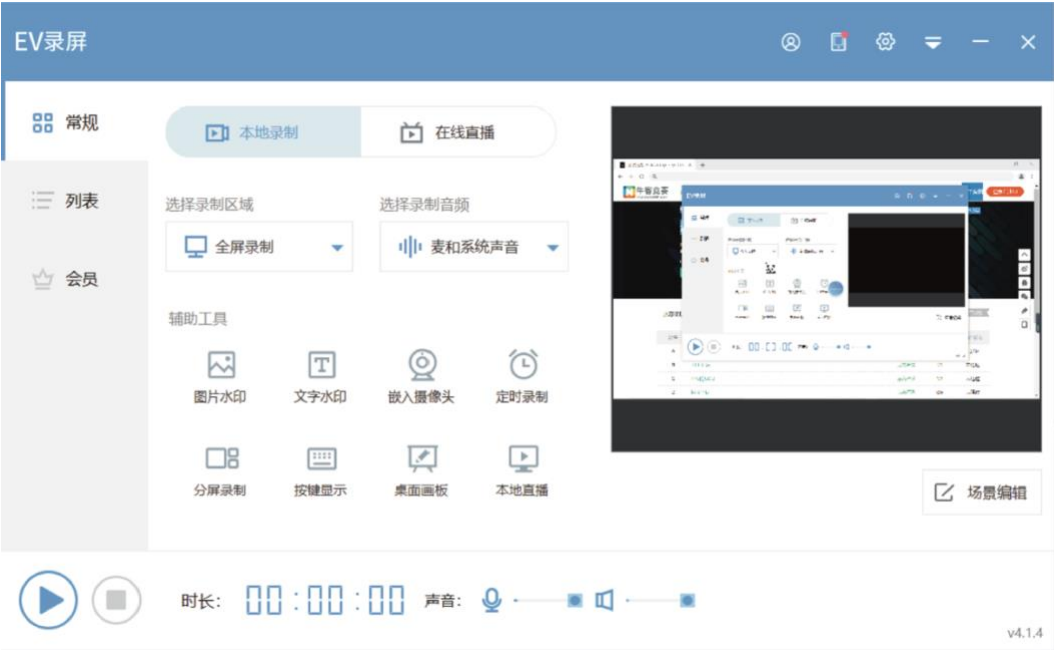 EV录屏
常规
列表
会员
本地录制 在线直播
选择录制区域 选择录制音频
全屏录制 麦和系统声音
辅助工具
图片水印 文字水印 嵌入摄像头 定时录制
分屏录制 按键显示 桌面画板 本地直播
EV录屏
场景编辑
时长: 00:00:00 声音:
v4.1.4